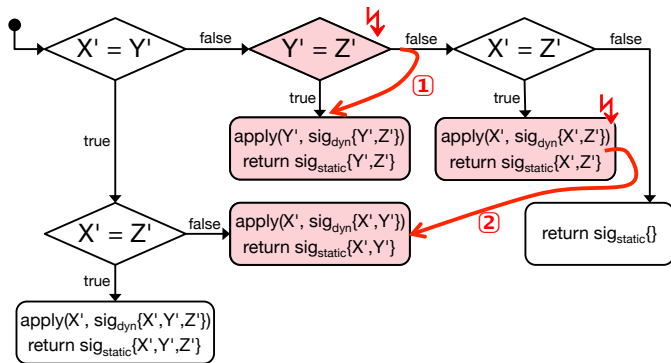 X' = Y'
false
Y' = Z'
false
X' = Z'
false
true
①
true
apply(Y', sig_dyn{Y',Z'})
return sig_static{Y',Z'}
apply(X', sig_dyn{X',Z'})
return sig_static{X',Z'}
true
X' = Z'
false
apply(X', sig_dyn{X',Y'})
return sig_static{X',Y'}
②
return sig_static{}
true
apply(X', sig_dyn{X',Y',Z'})
return sig_static{X',Y',Z'}